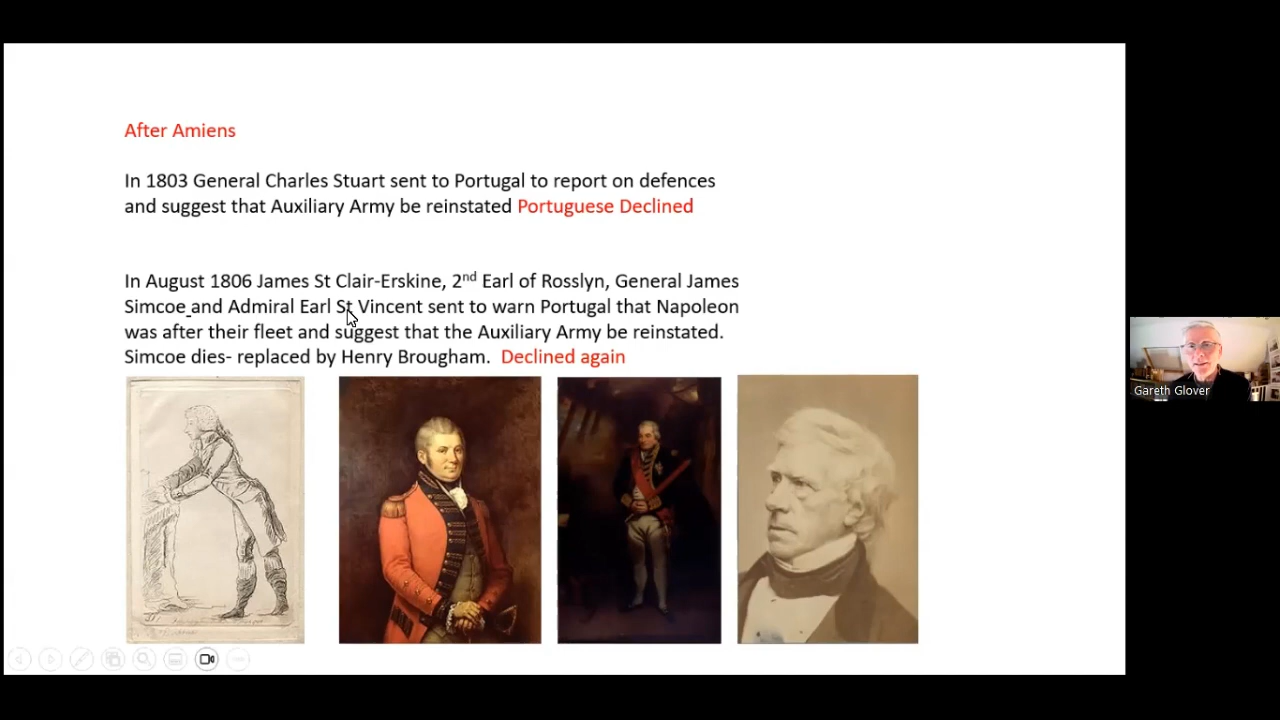 After Amiens
In 1803 General Charles Stuart sent to Portugal to report on defences
and suggest that Auxiliary Army be reinstated Portuguese Declined
In August 1806 James St Clair-Erskine, 2nd Earl of Rosslyn, General James
Simcoe and Admiral Earl St Vincent sent to warn Portugal that Napoleon
was after their fleet and suggest that the Auxiliary Army be reinstated.
Simcoe dies- replaced by Henry Brougham. Declined again
Gareth Glover